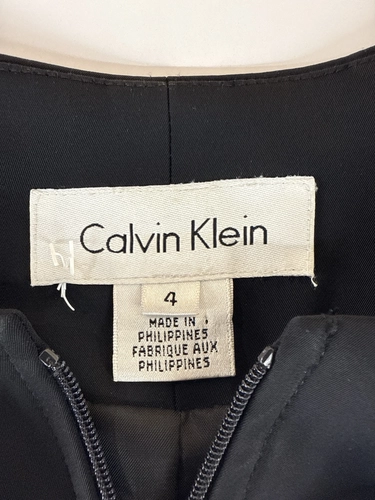 Calvin Klein
4
MADE IN
PHILIPPINES
FABRIQUE AUX
PHILIPPINES